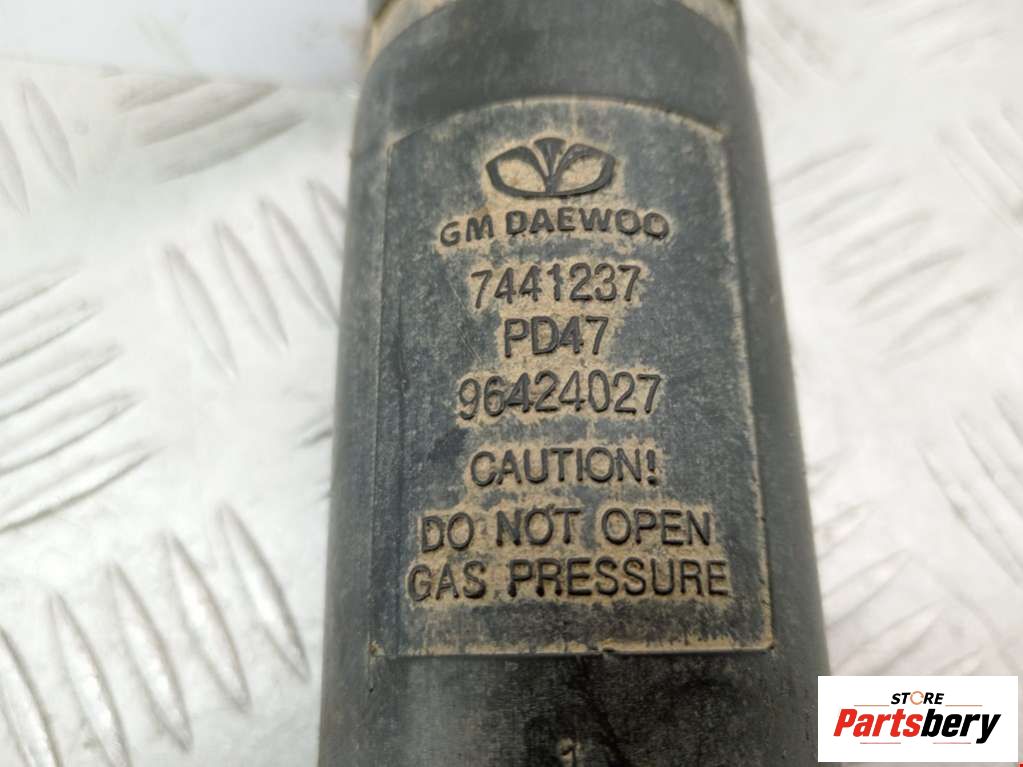 GM DAEWOO
7441237
PD47
96424027
CAUTION!
DO NOT OPEN
GAS PRESSURE
STORE
Partsbery